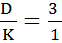 D/K = 3/1